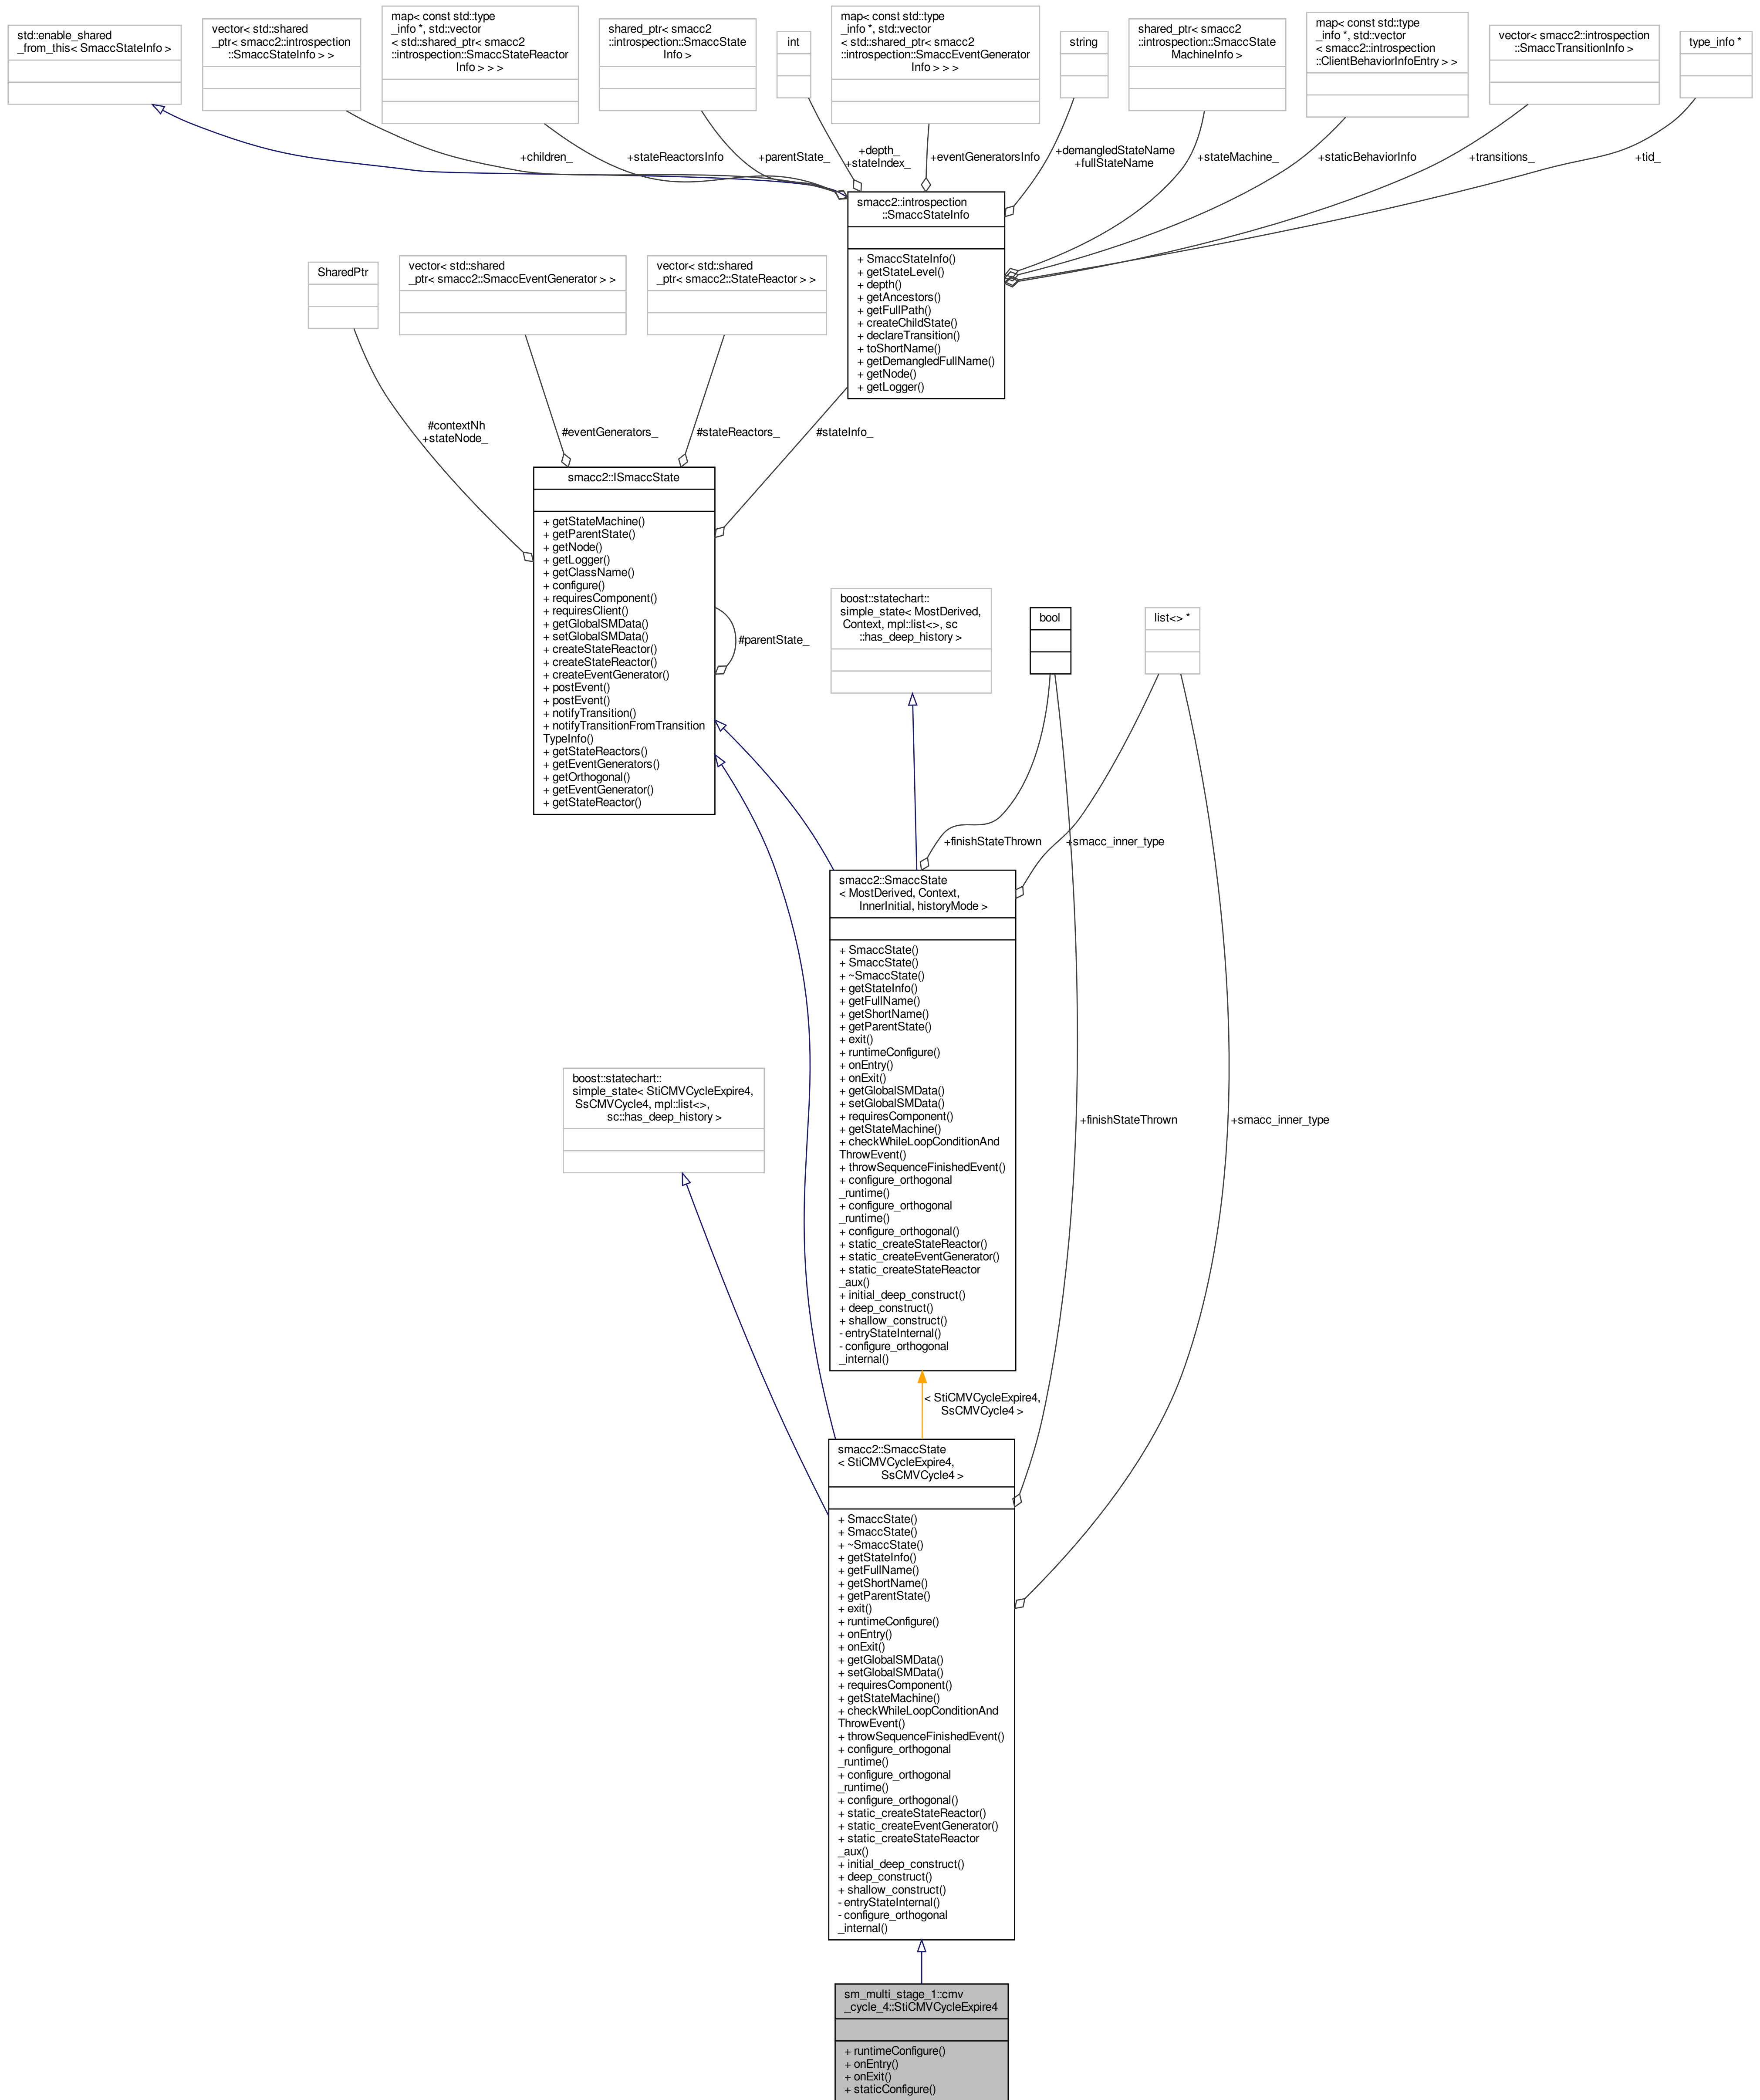 std::enable_shared
_from_this< SmaccStateInfo >
vector< std::shared
_ptr< smacc2::introspection
::SmaccStateInfo > >
map< const std::type
_info *, std::vector
< std::shared_ptr< smacc2
::introspection::SmaccStateReactor
Info > > >
shared_ptr< smacc2
::introspection::SmaccState
Info >
int
map< const std::type
_info *, std::vector
< std::shared_ptr< smacc2
::introspection::SmaccEventGenerator
Info > > >
string
shared_ptr< smacc2
::introspection::SmaccState
MachineInfo >
map< const std::type
_info *, std::vector
< smacc2::introspection
::ClientBehaviorInfoEntry > >
vector< smacc2::introspection
::SmaccTransitionInfo >
type_info *
+children_
+stateReactorsInfo
+parentState_
+depth_
+stateIndex_
+eventGeneratorsInfo
+demangledStateName
+fullStateName
+stateMachine_
+staticBehaviorInfo
+transitions_
+tid_
smacc2::introspection
::SmaccStateInfo
+ SmaccStateInfo()
+ getStateLevel()
+ depth()
+ getAncestors()
+ getFullPath()
+ createChildState()
+ declareTransition()
+ toShortName()
+ getDemangledFullName()
+ getNode()
+ getLogger()
SharedPtr
vector< std::shared
_ptr< smacc2::SmaccEventGenerator > >
vector< std::shared
_ptr< smacc2::StateReactor > >
#contextNh
+stateNode_
#eventGenerators_
#stateReactors_
#stateInfo_
smacc2::ISmaccState
+ getStateMachine()
+ getParentState()
+ getNode()
+ getLogger()
+ getClassName()
+ configure()
+ requiresComponent()
+ requiresClient()
+ getGlobalSMData()
+ setGlobalSMData()
+ createStateReactor()
+ createStateReactor()
+ createEventGenerator()
+ postEvent()
+ postEvent()
+ notifyTransition()
+ notifyTransitionFromTransition
TypeInfo()
+ getStateReactors()
+ getEventGenerators()
+ getOrthogonal()
+ getEventGenerator()
+ getStateReactor()
#parentState_
boost::statechart::
simple_state< MostDerived,
Context, mpl::list<>, sc
::has_deep_history >
bool
list<> *
+finishStateThrown
+smacc_inner_type
smacc2::SmaccState
< MostDerived, Context,
InnerInitial, historyMode >
+ SmaccState()
+ SmaccState()
+ ~SmaccState()
+ getStateInfo()
+ getFullName()
+ getShortName()
+ getParentState()
+ exit()
+ runtimeConfigure()
+ onEntry()
+ onExit()
+ getGlobalSMData()
+ setGlobalSMData()
+ requiresComponent()
+ getStateMachine()
+ checkWhileLoopConditionAnd
ThrowEvent()
+ throwSequenceFinishedEvent()
+ configure_orthogonal
_runtime()
+ configure_orthogonal
_runtime()
+ configure_orthogonal()
+ static_createStateReactor()
+ static_createEventGenerator()
+ static_createStateReactor
_aux()
+ initial_deep_construct()
+ deep_construct()
+ shallow_construct()
- entryStateInternal()
- configure_orthogonal
_internal()
boost::statechart::
simple_state< StiCMVCycleExpire4,
SsCMVCycle4, mpl::list<>,
sc::has_deep_history >
+finishStateThrown
+smacc_inner_type
< StiCMVCycleExpire4,
SsCMVCycle4 >
smacc2::SmaccState
< StiCMVCycleExpire4,
SsCMVCycle4 >
+ SmaccState()
+ SmaccState()
+ ~SmaccState()
+ getStateInfo()
+ getFullName()
+ getShortName()
+ getParentState()
+ exit()
+ runtimeConfigure()
+ onEntry()
+ onExit()
+ getGlobalSMData()
+ setGlobalSMData()
+ requiresComponent()
+ getStateMachine()
+ checkWhileLoopConditionAnd
ThrowEvent()
+ throwSequenceFinishedEvent()
+ configure_orthogonal
_runtime()
+ configure_orthogonal
_runtime()
+ configure_orthogonal()
+ static_createStateReactor()
+ static_createEventGenerator()
+ static_createStateReactor
_aux()
+ initial_deep_construct()
+ deep_construct()
+ shallow_construct()
- entryStateInternal()
- configure_orthogonal
_internal()
sm_multi_stage_1::cmv
_cycle_4::StiCMVCycleExpire4
+ runtimeConfigure()
+ onEntry()
+ onExit()
+ staticConfigure()